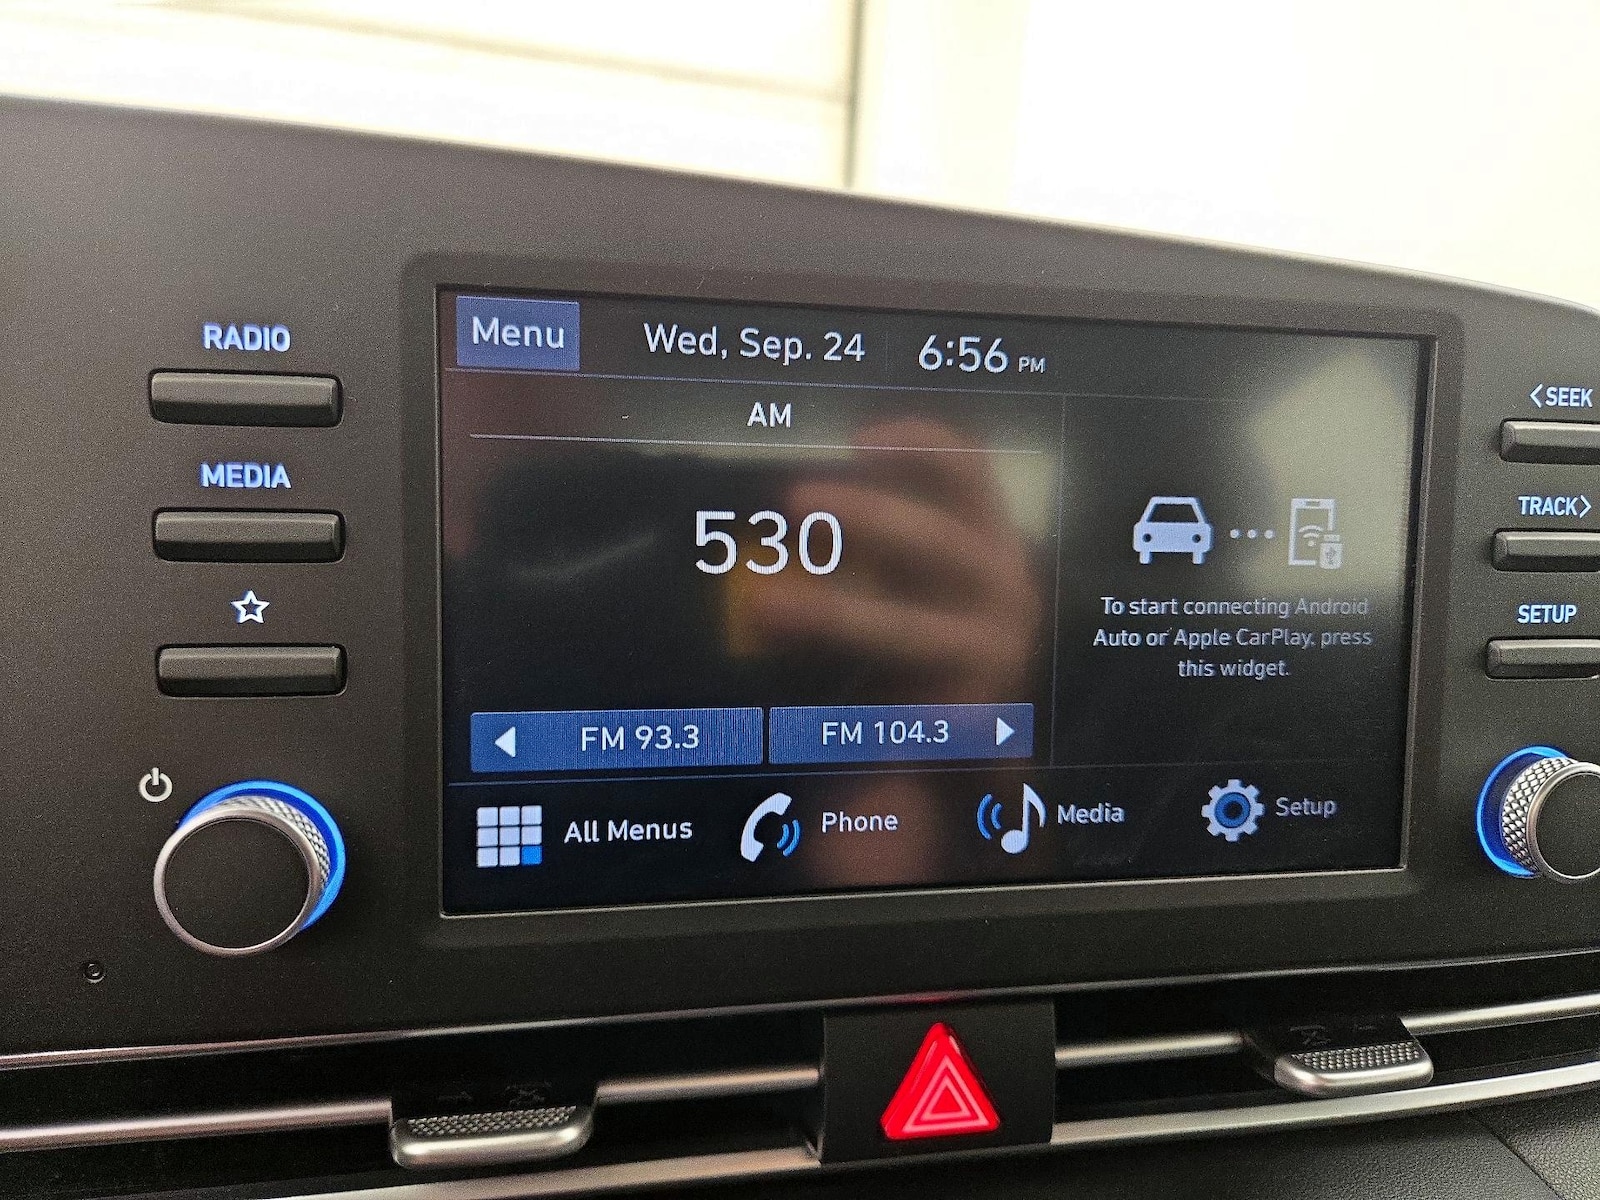 RADIO
MEDIA
Menu
Wed, Sep. 24
6:56 PM
AM
530
FM 93.3
FM 104.3
To start connecting Android
Auto or Apple CarPlay, press
this widget.
All Menus
Phone
Media
Setup
<SEEK
TRACK>
SETUP